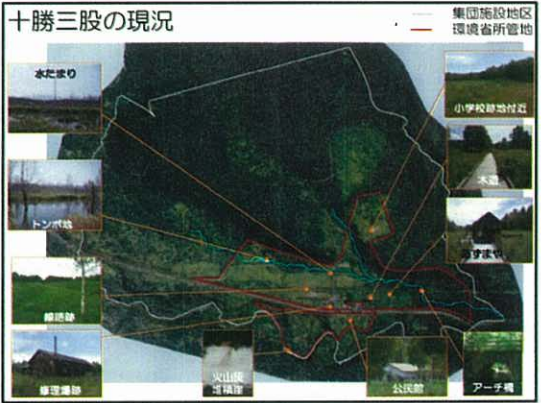 十勝三股の現況
集団施設地区
環境省所管地
水たまり
小学校跡地付近
木道
トンボ池
あずまや
線路跡
修理場跡
火山灰
堆積崖
公民館
アーチ橋